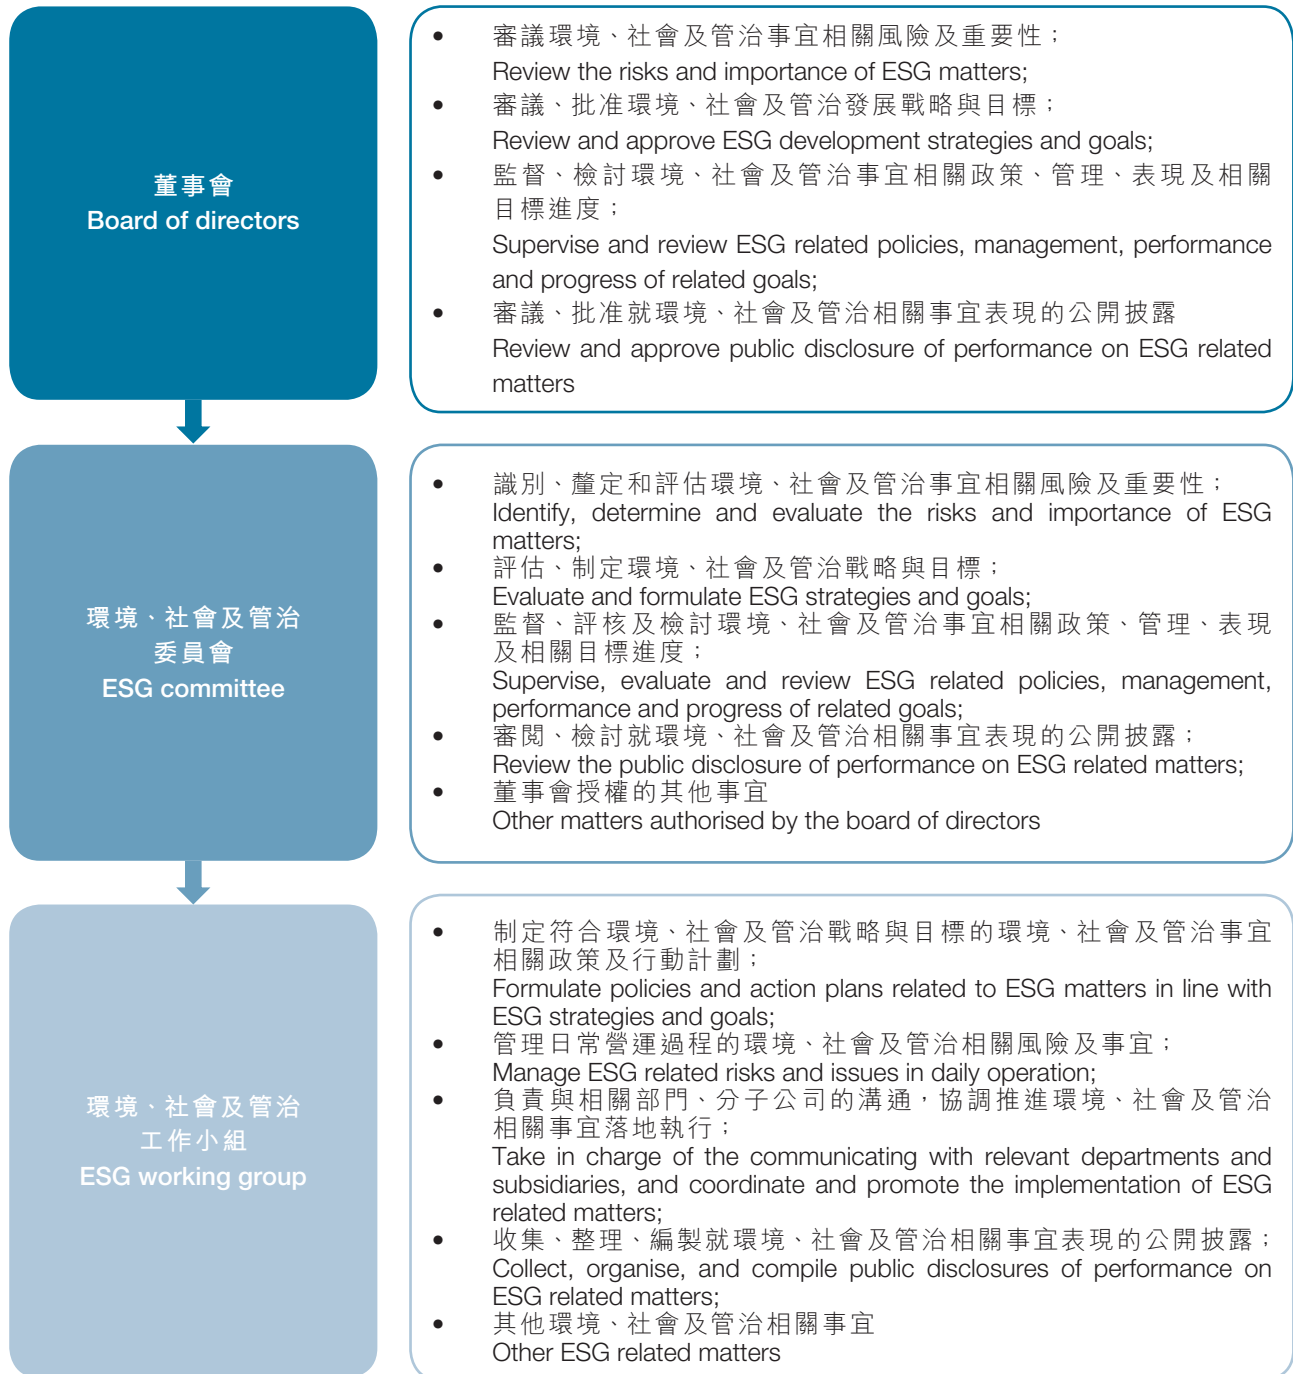 董事會
Board of directors
• 審議環境、社會及管治事宜相關風險及重要性；
Review the risks and importance of ESG matters;
• 審議、批准環境、社會及管治發展戰略與目標；
Review and approve ESG development strategies and goals;
• 監督、檢討環境、社會及管治事宜相關政策、管理、表現及相關
目標進度；
Supervise and review ESG related policies, management, performance
and progress of related goals;
• 審議、批准就環境、社會及管治相關事宜表現的公開披露
Review and approve public disclosure of performance on ESG related
matters
環境、社會及管治
委員會
ESG committee
• 識別、釐定和評估環境、社會及管治事宜相關風險及重要性；
Identify, determine and evaluate the risks and importance of ESG
matters;
• 評估、制定環境、社會及管治戰略與目標；
Evaluate and formulate ESG strategies and goals;
• 監督、評核及檢討環境、社會及管治事宜相關政策、管理、表現
及相關目標進度；
Supervise, evaluate and review ESG related policies, management,
performance and progress of related goals;
• 審閱、檢討就環境、社會及管治相關事宜表現的公開披露；
Review the public disclosure of performance on ESG related matters;
• 董事會授權的其他事宜
Other matters authorised by the board of directors
環境、社會及管治
工作小組
ESG working group
• 制定符合環境、社會及管治戰略與目標的環境、社會及管治事宜
相關政策及行動計劃；
Formulate policies and action plans related to ESG matters in line with
ESG strategies and goals;
• 管理日常營運過程的環境、社會及管治相關風險及事宜；
Manage ESG related risks and issues in daily operation;
• 負責與相關部門、分子公司的溝通，協調推進環境、社會及管治
相關事宜落地執行；
Take in charge of the communicating with relevant departments and
subsidiaries, and coordinate and promote the implementation of ESG
related matters;
• 收集、整理、編製就環境、社會及管治相關事宜表現的公開披露；
Collect, organise, and compile public disclosures of performance on
ESG related matters;
• 其他環境、社會及管治相關事宜
Other ESG related matters